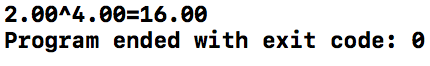 2.00^4.00=16.00
Program ended with exit code: 0